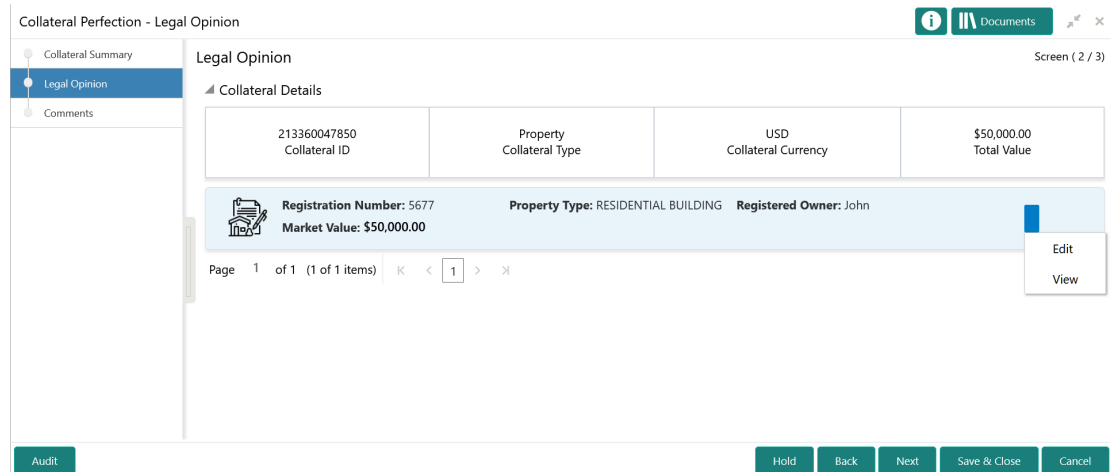 Collateral Perfection - Legal Opinion
Documents
Collateral Summary
Legal Opinion
Comments
Legal Opinion
Screen ( 2 / 3)
Collateral Details
213360047850
Collateral ID
Property
Collateral Type
USD
Collateral Currency
$50,000.00
Total Value
Registration Number: 5677 Property Type: RESIDENTIAL BUILDING Registered Owner: John
Market Value: $50,000.00
Edit
View
Page 1 of 1 (1 of 1 items) 1
Audit
Hold
Back
Next
Save & Close
Cancel